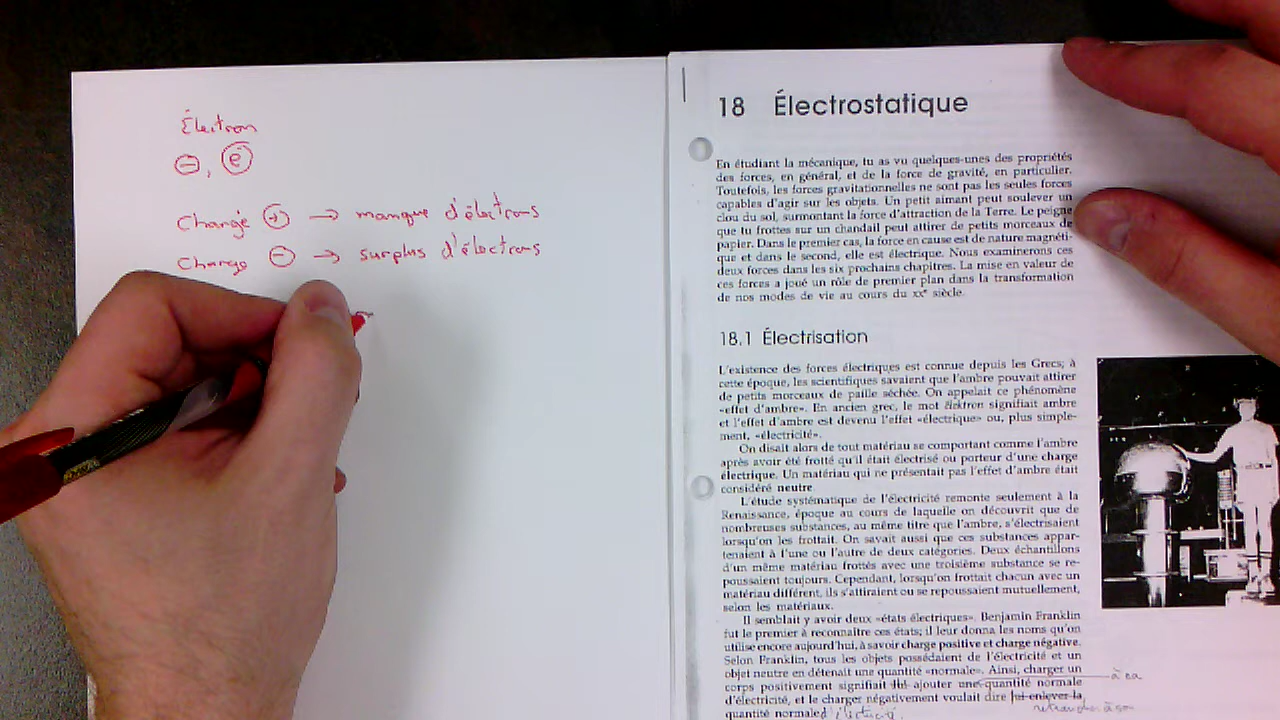 Électron
⊖, e⁻
Chargé ⊕ → manque d'électrons
Chargé ⊖ → surplus d'électrons
18 Électrostatique
En étudiant la mécanique, tu as vu quelques-unes des propriétés
des forces, en général, et de la force de gravité, en particulier.
Toutefois, les forces gravitationnelles ne sont pas les seules forces
capables d'agir sur les objets. Un petit aimant peut soulever un
clou du sol, surmontant la force d'attraction de la Terre. Le peigne
que tu frottes sur un chandail peut attirer de petits morceaux de
papier. Dans le premier cas, la force en cause est de nature magnéti-
que et dans le second, elle est électrique. Nous examinerons ces
deux forces dans les six prochains chapitres. La mise en valeur de
ces forces a joué un rôle de premier plan dans la transformation
de nos modes de vie au cours du XXe siècle.
18.1 Électrisation
L'existence des forces électriques est connue depuis les Grecs; à
cette époque, les scientifiques savaient que l'ambre pouvait attirer
de petits morceaux de paille séchée. On appelait ce phénomène
«effet d'ambre». En ancien grec, le mot élektron signifiait ambre
et l'effet d'ambre est devenu l'effet «électrique» ou, plus simple-
ment, «électricité».
On disait alors de tout matériau se comportant comme l'ambre
après avoir été frotté qu'il était électrisé ou porteur d'une charge
électrique. Un matériau qui ne présentait pas l'effet d'ambre était
considéré neutre.
L'étude systématique de l'électricité remonte seulement à la
Renaissance, époque au cours de laquelle on découvrit que de
nombreuses substances, au même titre que l'ambre, s'électrisaient
lorsqu'on les frottait. On savait aussi que ces substances appar-
tenaient à l'une ou l'autre de deux catégories. Deux échantillons
d'un même matériau frottés avec une troisième substance se re-
poussaient toujours. Cependant, lorsqu'on frottait chacun avec un
matériau différent, ils s'attiraient ou se repoussaient mutuellement,
selon les matériaux.
Il semblait y avoir deux «états électriques». Benjamin Franklin
fut le premier à reconnaître ces états; il leur donna les noms qu'on
utilise encore aujourd'hui, à savoir charge positive et charge négative.
Selon Franklin, tous les objets possédaient de l'électricité et un
objet neutre en détenait une quantité «normale». Ainsi, charger un
corps positivement signifiait lui ajouter une quantité normale à sa
d'électricité, et le charger négativement voulait dire lui enlever la retrancher à son
quantité normale d'électricité.